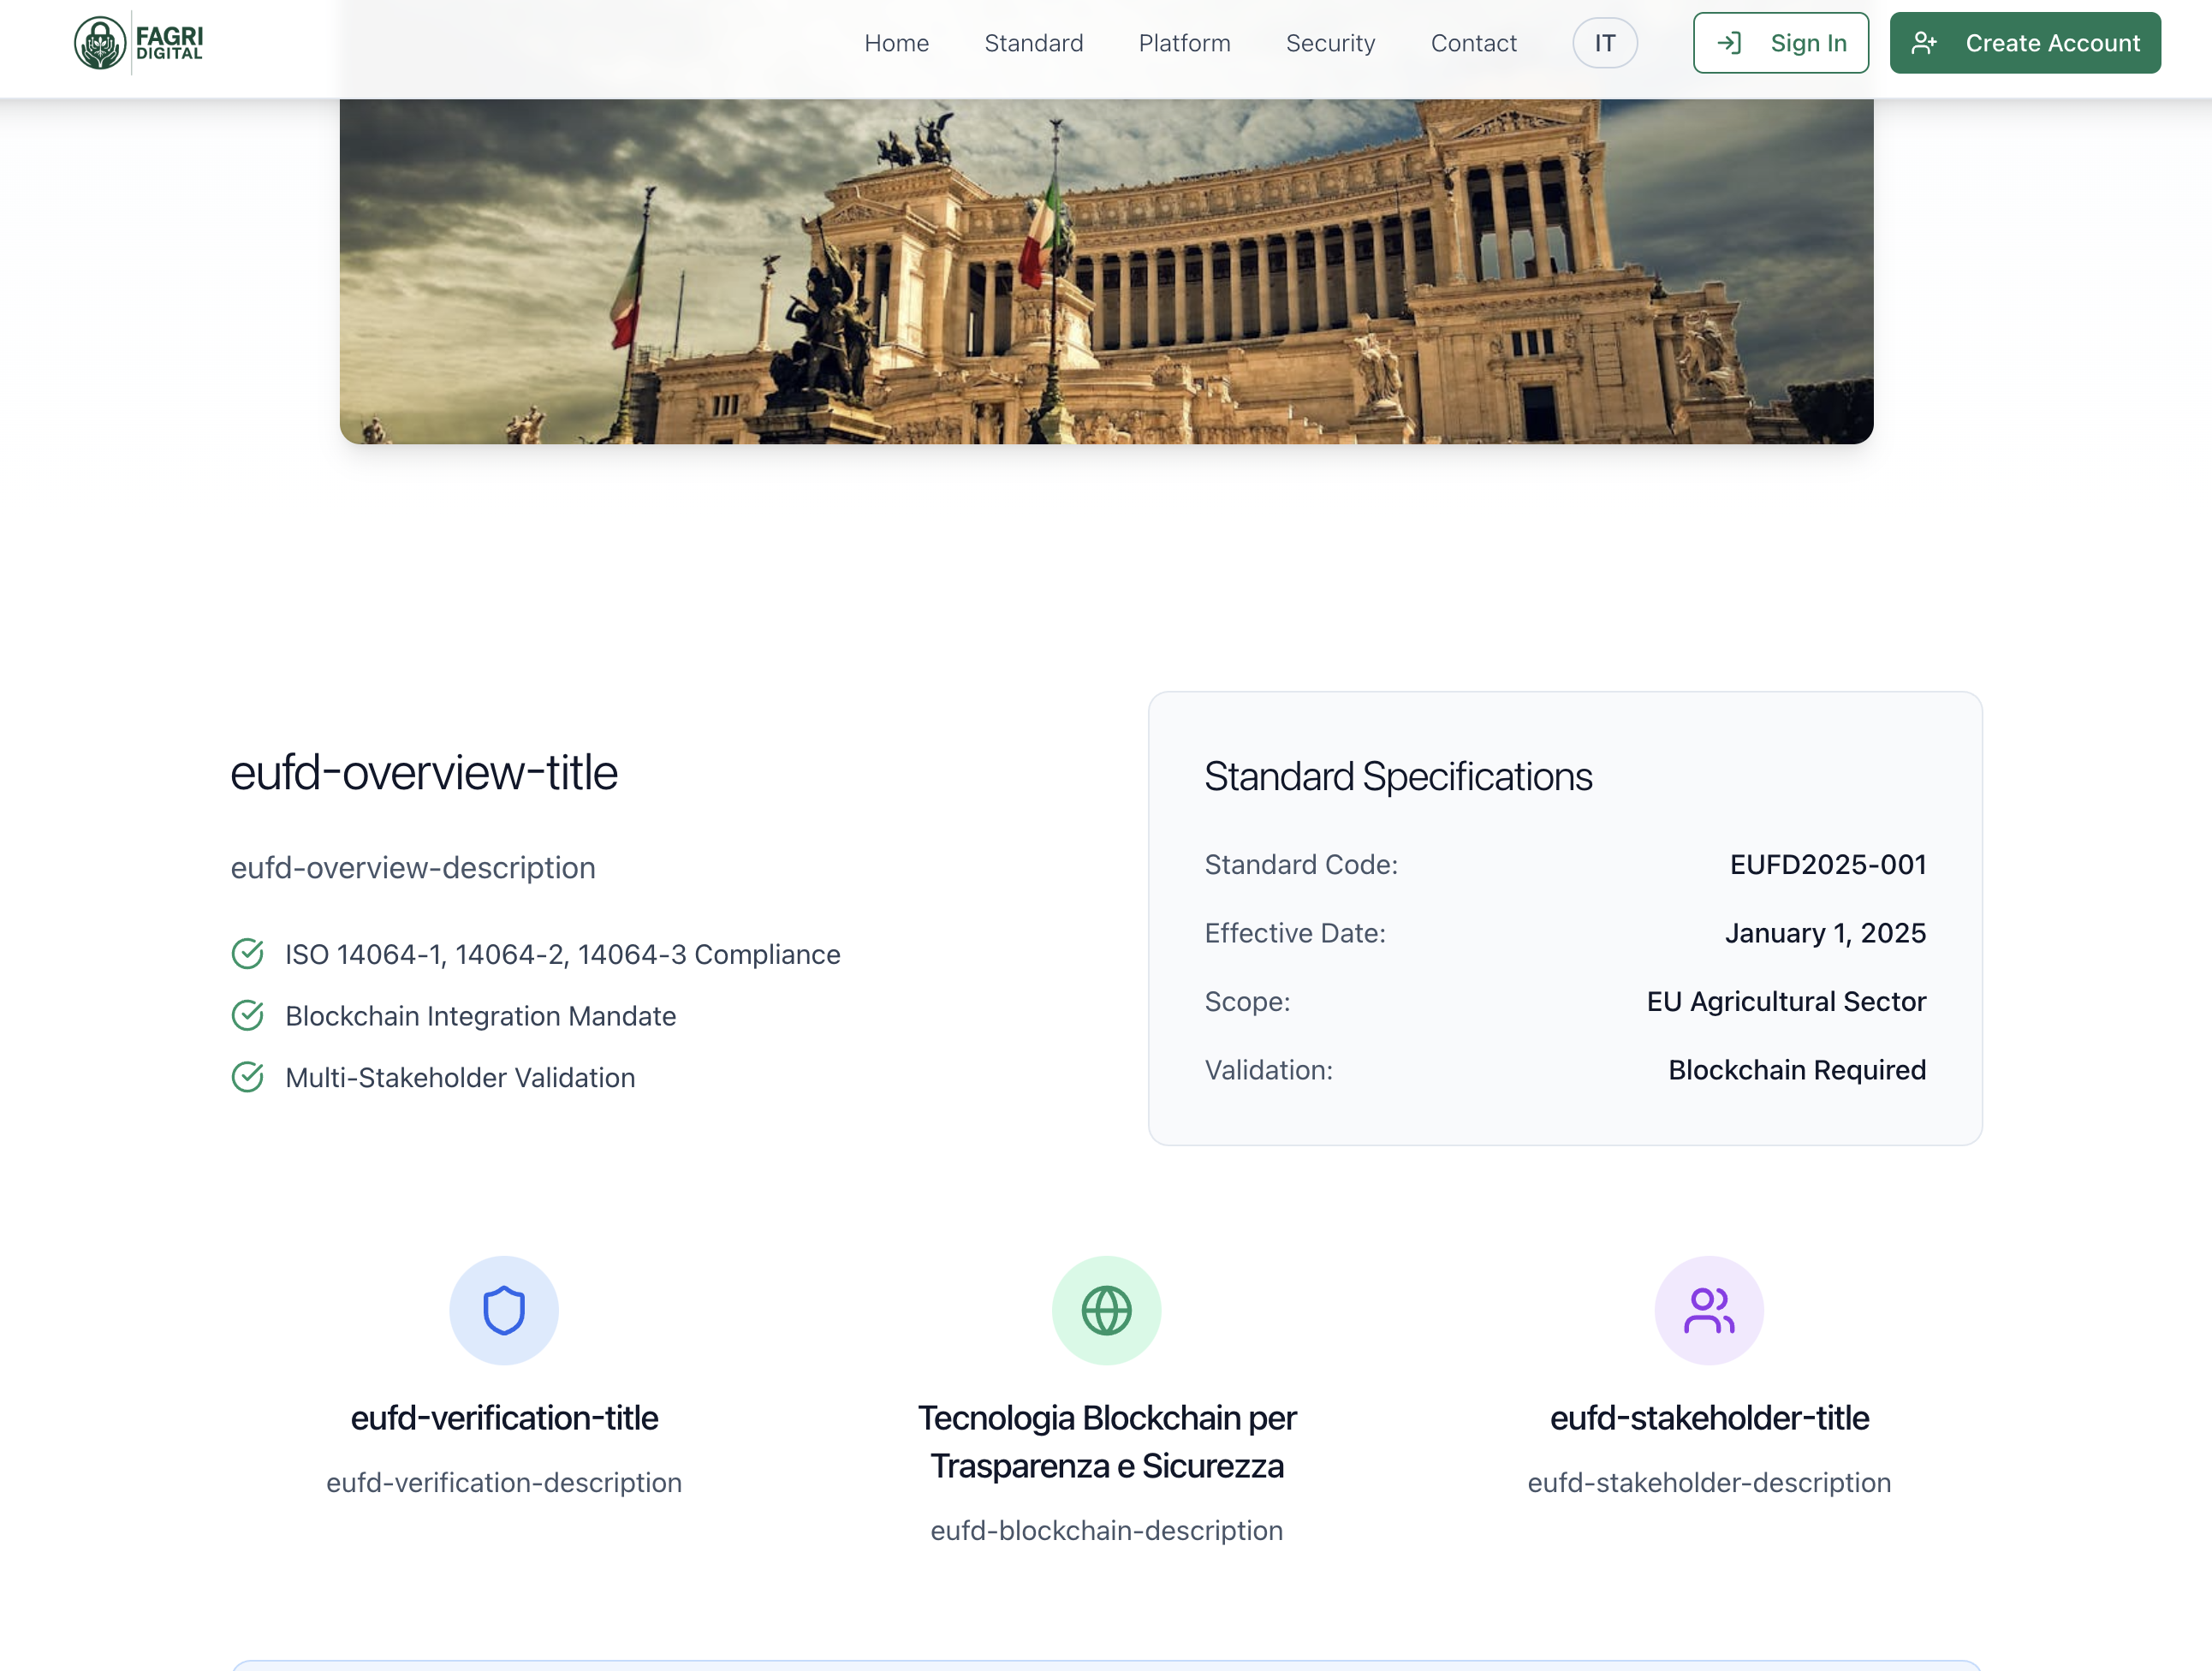 FAGRI
DIGITAL
Home
Standard
Platform
Security
Contact
IT
Sign In
Create Account
eufd-overview-title
eufd-overview-description
ISO 14064-1, 14064-2, 14064-3 Compliance
Blockchain Integration Mandate
Multi-Stakeholder Validation
Standard Specifications
Standard Code: EUFD2025-001
Effective Date: January 1, 2025
Scope: EU Agricultural Sector
Validation: Blockchain Required
eufd-verification-title
eufd-verification-description
Tecnologia Blockchain per
Trasparenza e Sicurezza
eufd-blockchain-description
eufd-stakeholder-title
eufd-stakeholder-description